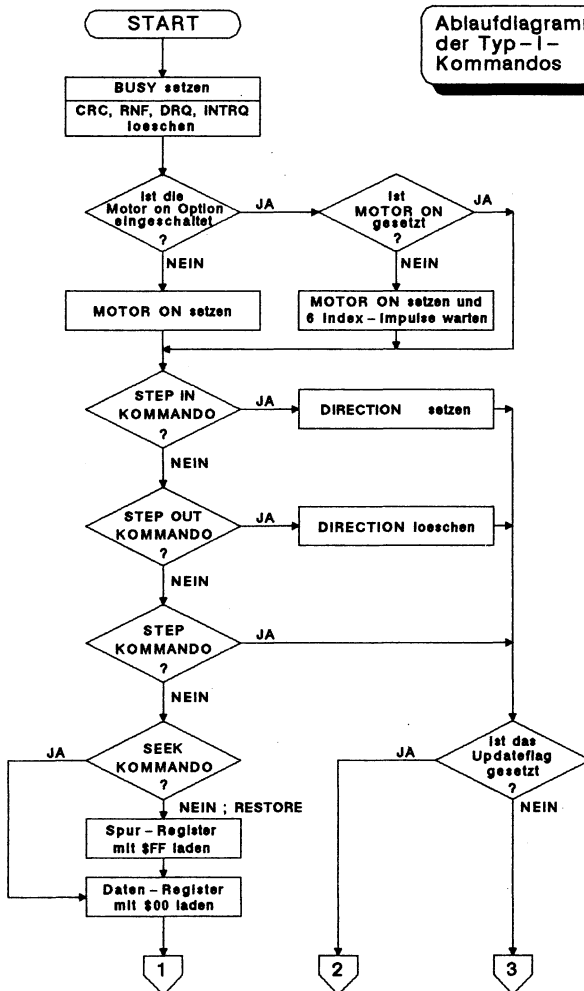 START
Ablaufdiagramm
der Typ-I-
Kommandos
BUSY setzen
CRC, RNF, DRQ, INTRQ
loeschen
Ist die
Motor on Option
eingeschaltet
?
JA
Ist
MOTOR ON
gesetzt
?
JA
NEIN
NEIN
MOTOR ON setzen
MOTOR ON setzen und
6 Index-Impulse warten
STEP IN
KOMMANDO
?
JA
DIRECTION setzen
NEIN
STEP OUT
KOMMANDO
?
JA
DIRECTION loeschen
NEIN
STEP
KOMMANDO
?
JA
NEIN
JA
SEEK
KOMMANDO
?
JA
Ist das
Updateflag
gesetzt
?
NEIN ; RESTORE
NEIN
Spur-Register
mit $FF laden
Daten-Register
mit $00 laden
1
2
3